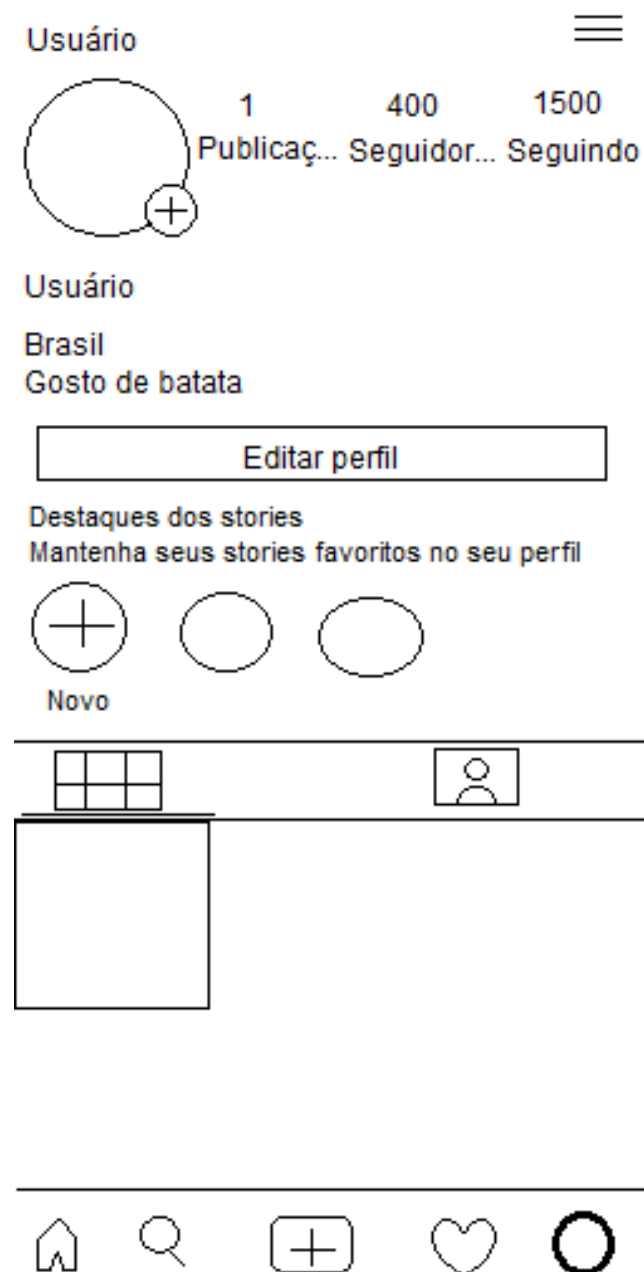 Usuário
1 400 1500
Publicaç... Seguidor... Seguindo
Usuário
Brasil
Gosto de batata
Editar perfil
Destaques dos stories
Mantenha seus stories favoritos no seu perfil
Novo